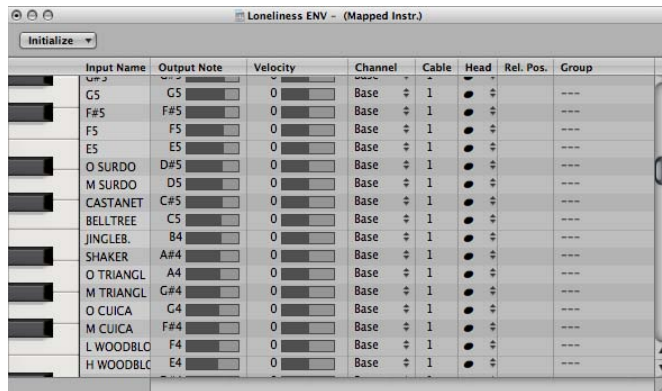 Loneliness ENV – (Mapped Instr.)
Initialize
Input Name Output Note Velocity Channel Cable Head Rel. Pos. Group
G5 G5 0 Base 1 ---
F#5 F#5 0 Base 1 ---
F5 F5 0 Base 1 ---
E5 E5 0 Base 1 ---
O SURDO D#5 0 Base 1 ---
M SURDO D5 0 Base 1 ---
CASTANET C#5 0 Base 1 ---
BELLTREE C5 0 Base 1 ---
JINGLEB. B4 0 Base 1 ---
SHAKER A#4 0 Base 1 ---
O TRIANGL A4 0 Base 1 ---
M TRIANGL G#4 0 Base 1 ---
O CUICA G4 0 Base 1 ---
M CUICA F#4 0 Base 1 ---
L WOODBLO F4 0 Base 1 ---
H WOODBLO E4 0 Base 1 ---